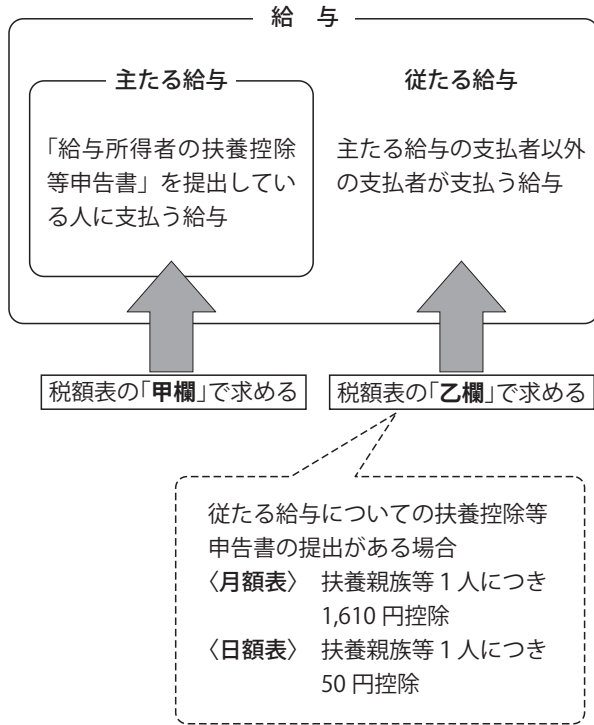 給　与
主たる給与
「給与所得者の扶養控除
等申告書」を提出してい
る人に支払う給与
従たる給与
主たる給与の支払者以外
の支払者が支払う給与
税額表の「甲欄」で求める
税額表の「乙欄」で求める
従たる給与についての扶養控除等
申告書の提出がある場合
〈月額表〉 扶養親族等 1 人につき
1,610 円控除
〈日額表〉 扶養親族等 1 人につき
50 円控除